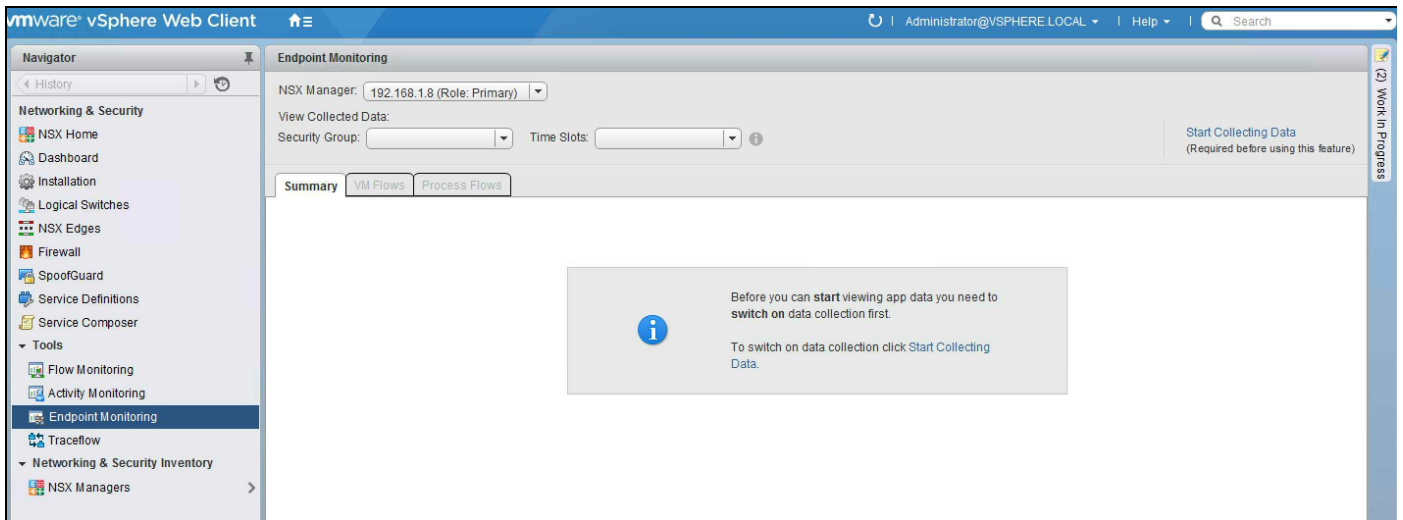 vmware® vSphere Web Client
Administrator@VSPHERE.LOCAL
Help
Search
Navigator
History
Networking & Security
NSX Home
Dashboard
Installation
Logical Switches
NSX Edges
Firewall
SpoofGuard
Service Definitions
Service Composer
Tools
Flow Monitoring
Activity Monitoring
Endpoint Monitoring
Traceflow
Networking & Security Inventory
NSX Managers
Endpoint Monitoring
NSX Manager: 192.168.1.8 (Role: Primary)
View Collected Data:
Security Group: Time Slots:
Start Collecting Data
(Required before using this feature)
Summary VM Flows Process Flows
Before you can start viewing app data you need to
switch on data collection first.
To switch on data collection click Start Collecting
Data.
(2) Work In Progress